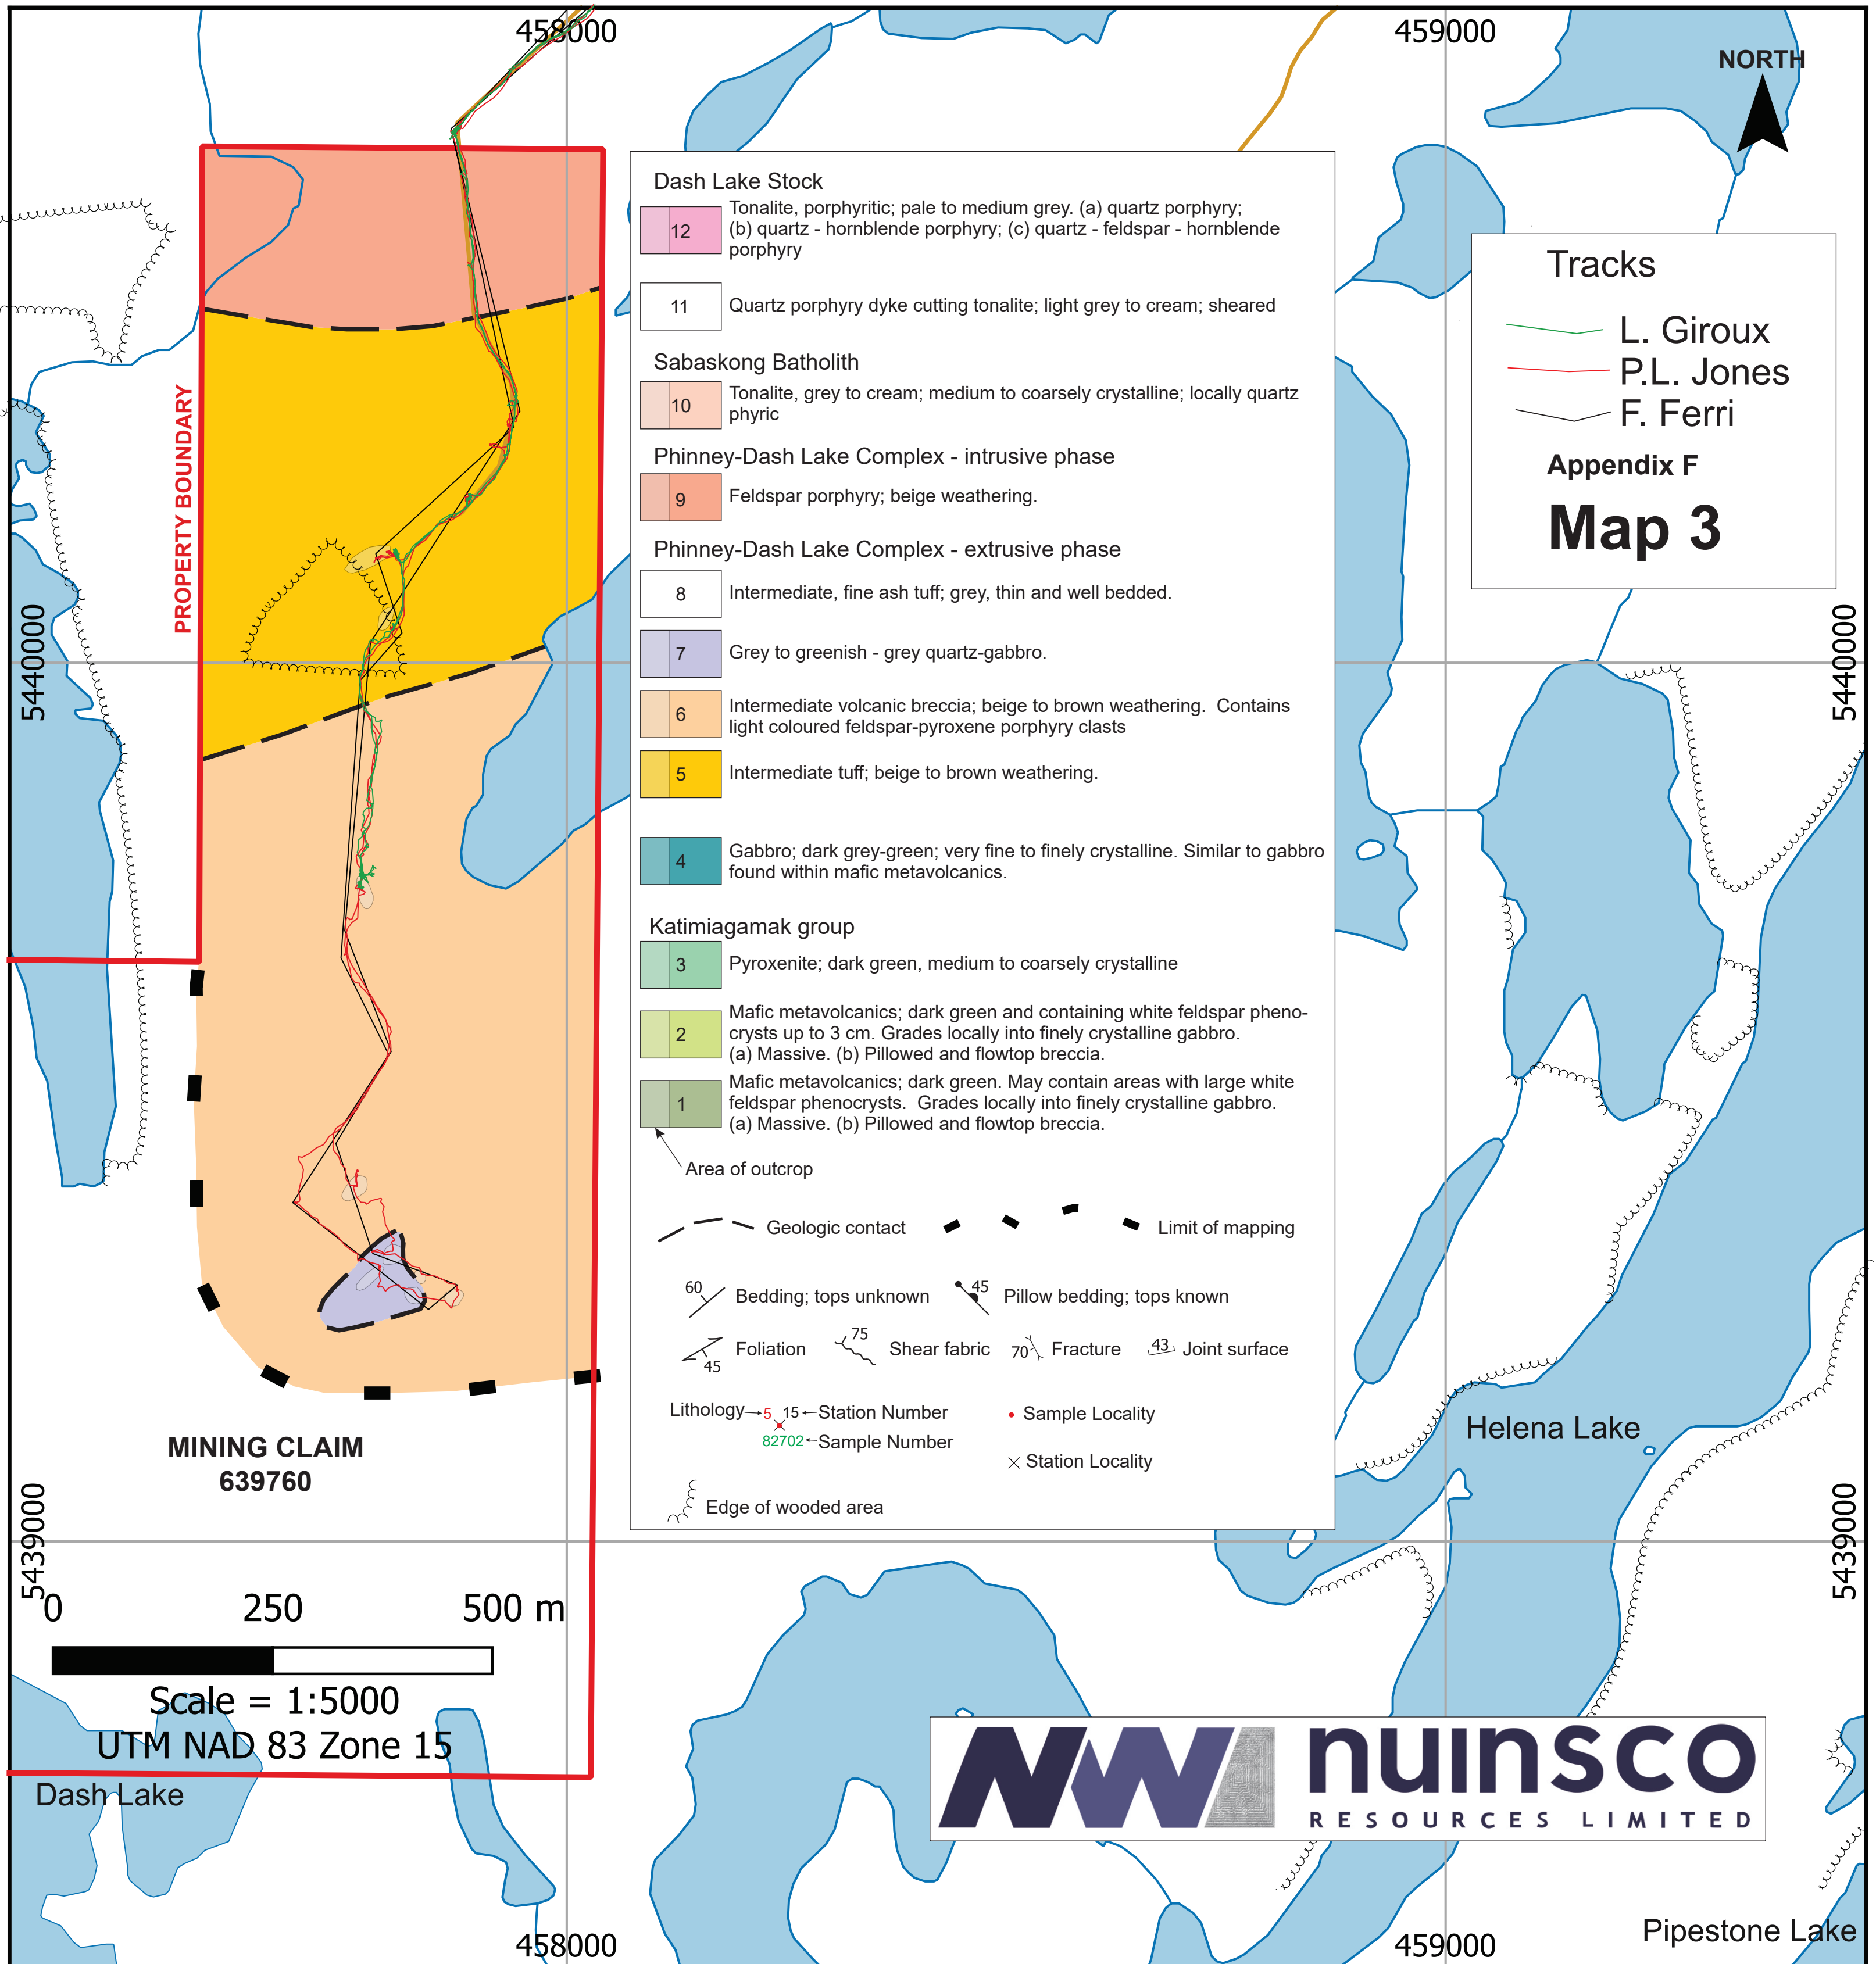 458000
459000
NORTH
Dash Lake Stock
12
Tonalite, porphyritic; pale to medium grey. (a) quartz porphyry;
(b) quartz - hornblende porphyry; (c) quartz - feldspar - hornblende
porphyry
11
Quartz porphyry dyke cutting tonalite; light grey to cream; sheared
Sabaskong Batholith
10
Tonalite, grey to cream; medium to coarsely crystalline; locally quartz
phyric
Phinney-Dash Lake Complex - intrusive phase
9
Feldspar porphyry; beige weathering.
Phinney-Dash Lake Complex - extrusive phase
8
Intermediate, fine ash tuff; grey, thin and well bedded.
7
Grey to greenish - grey quartz-gabbro.
6
Intermediate volcanic breccia; beige to brown weathering.  Contains
light coloured feldspar-pyroxene porphyry clasts
5
Intermediate tuff; beige to brown weathering.
4
Gabbro; dark grey-green; very fine to finely crystalline. Similar to gabbro
found within mafic metavolcanics.
Katimiagamak group
3
Pyroxenite; dark green, medium to coarsely crystalline
2
Mafic metavolcanics; dark green and containing white feldspar pheno-
crysts up to 3 cm. Grades locally into finely crystalline gabbro.
(a) Massive. (b) Pillowed and flowtop breccia.
1
Mafic metavolcanics; dark green. May contain areas with large white
feldspar phenocrysts.  Grades locally into finely crystalline gabbro.
(a) Massive. (b) Pillowed and flowtop breccia.
Area of outcrop
Geologic contact
Limit of mapping
60
Bedding; tops unknown
45
Pillow bedding; tops known
45
Foliation
75
Shear fabric
70
Fracture
43
Joint surface
Lithology
5
15
Station Number
82702
Sample Number
Sample Locality
Station Locality
Edge of wooded area
Tracks
L. Giroux
P.L. Jones
F. Ferri
Appendix F
Map 3
PROPERTY BOUNDARY
5440000
5440000
MINING CLAIM
639760
Helena Lake
5439000
5439000
0 250 500 m
Scale = 1:5000
UTM NAD 83 Zone 15
Dash Lake
nuinsco
RESOURCES LIMITED
Pipestone Lake
458000
459000